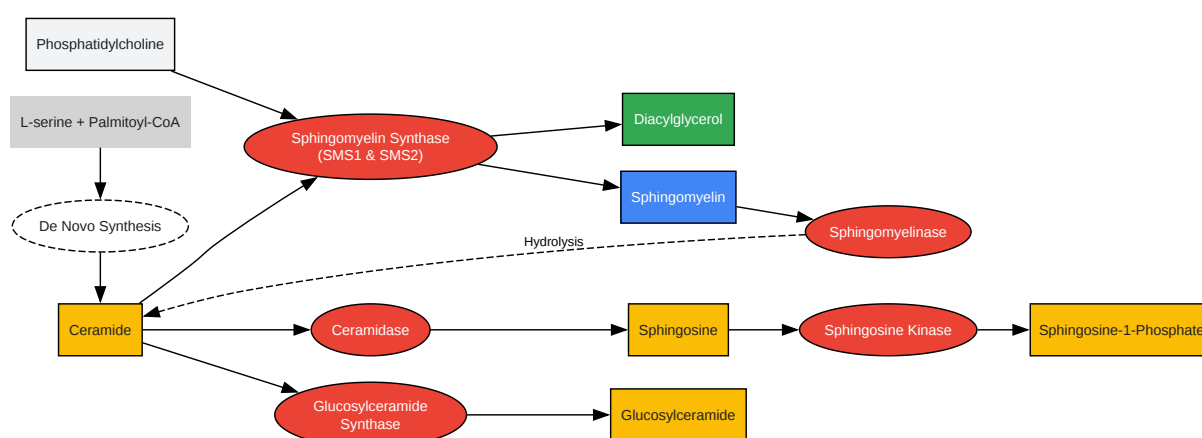 Phosphatidylcholine
L-serine + Palmitoyl-CoA
Sphingomyelin Synthase
(SMS1 & SMS2)
Diacylglycerol
Sphingomyelin
De Novo Synthesis
Sphingomyelinase
Hydrolysis
Ceramide
Ceramidase
Sphingosine
Sphingosine Kinase
Sphingosine-1-Phosphate
Glucosylceramide
Synthase
Glucosylceramide